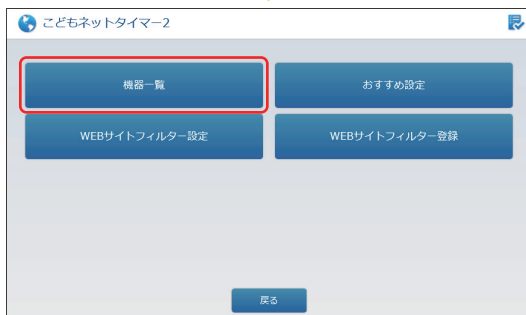 こどもネットタイマー2
機器一覧
おすすめ設定
WEBサイトフィルター設定
WEBサイトフィルター登録
戻る